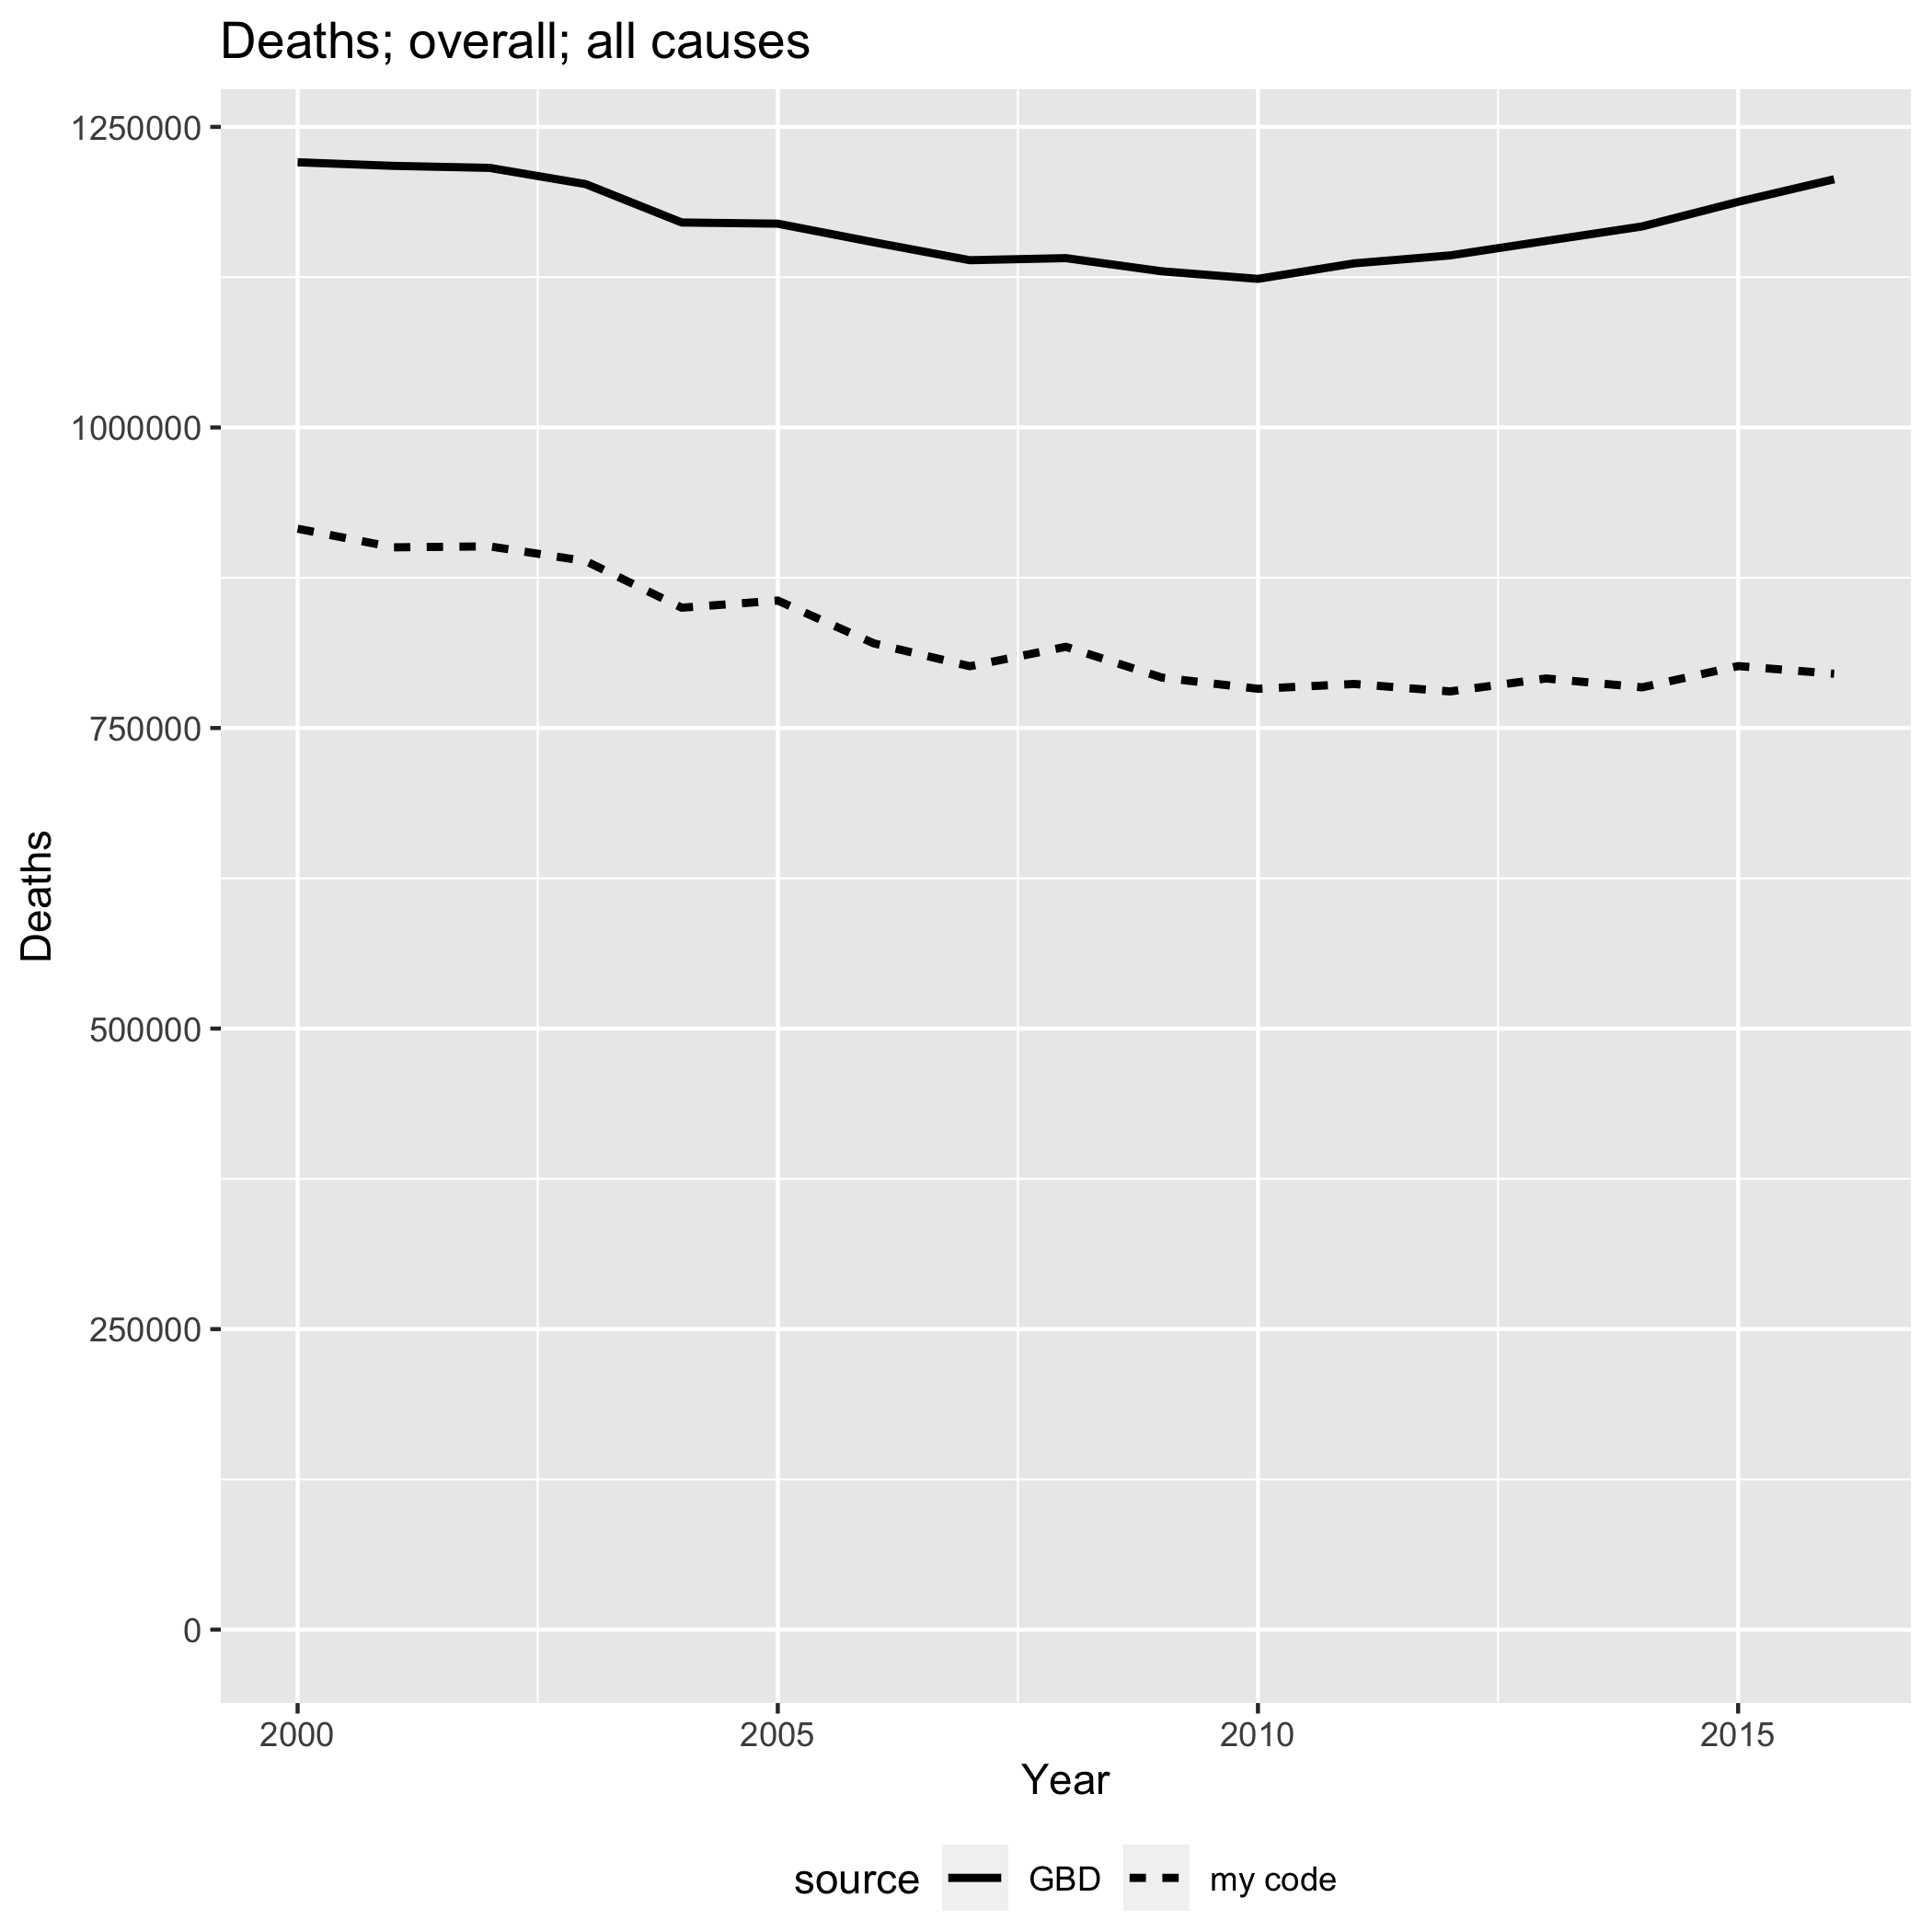 Deaths; overall; all causes
1250000
1000000
750000
500000
250000
0
Deaths
2000 2005 2010 2015
Year
source GBD my code